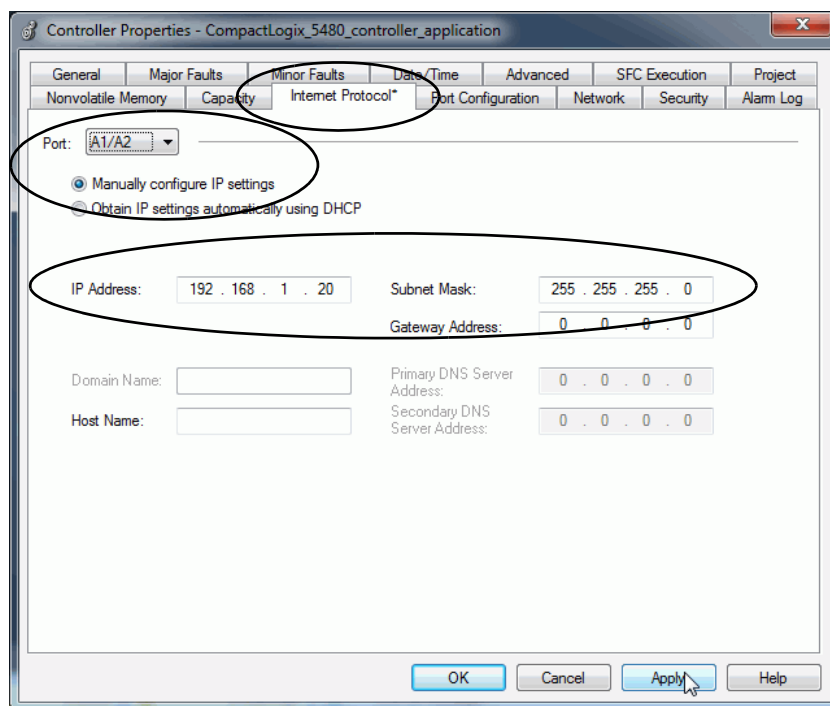 Controller Properties - CompactLogix_5480_controller_application
General Major Faults Minor Faults Date/Time Advanced SFC Execution Project
Nonvolatile Memory Capacity Internet Protocol* Port Configuration Network Security Alarm Log
Port: A1/A2
Manually configure IP settings
Obtain IP settings automatically using DHCP
IP Address: 192 . 168 . 1 . 20 Subnet Mask: 255 . 255 . 255 . 0
Gateway Address: 0 . 0 . 0 . 0
Domain Name: Primary DNS Server Address: 0 . 0 . 0 . 0
Host Name: Secondary DNS Server Address: 0 . 0 . 0 . 0
OK Cancel Apply Help